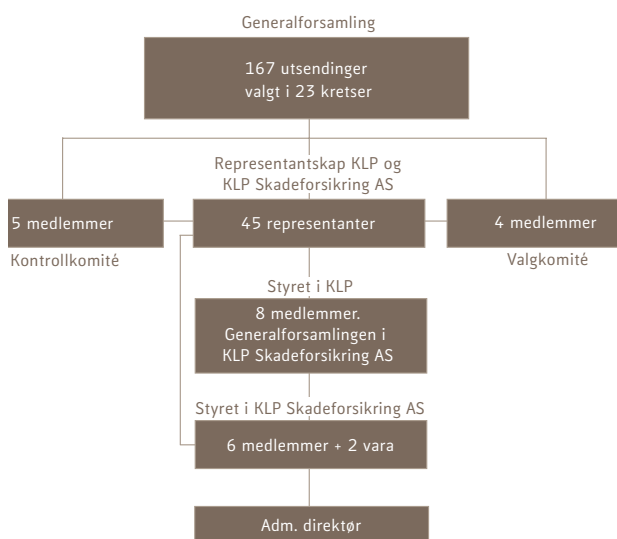 Generalforsamling
167 utsendinger
valgt i 23 kretser
Representantskap KLP og
KLP Skadeforsikring AS
5 medlemmer
45 representanter
4 medlemmer
Kontrollkomité
Valgkomité
Styret i KLP
8 medlemmer.
Generalforsamlingen i
KLP Skadeforsikring AS
Styret i KLP Skadeforsikring AS
6 medlemmer + 2 vara
Adm. direktør